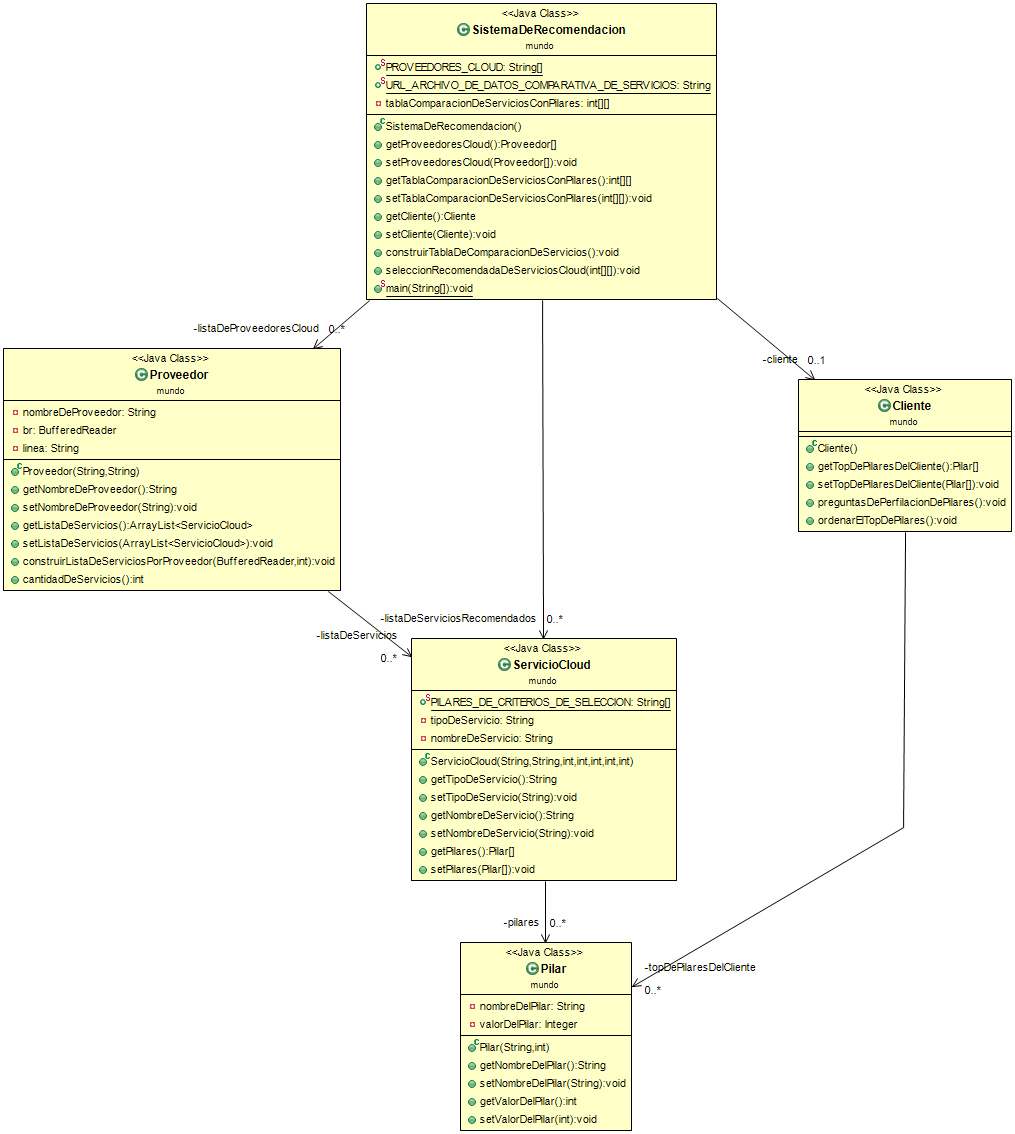 <<Java Class>>
SistemaDeRecomendacion
mundo
PROVEEDORES_CLOUD: String[]
URL_ARCHIVO_DE_DATOS_COMPARATIVA_DE_SERVICIOS: String
tablaComparacionDeServiciosConPilares: int[][]
SistemaDeRecomendacion()
getProveedoresCloud():Proveedor[]
setProveedoresCloud(Proveedor[]):void
getTablaComparacionDeServiciosConPilares():int[][]
setTablaComparacionDeServiciosConPilares(int[][]):void
getCliente():Cliente
setCliente(Cliente):void
construirTablaDeComparacionDeServicios():void
seleccionRecomendadaDeServiciosCloud(int[][]):void
main(String[]):void
-listaDeProveedoresCloud 0..*
-cliente 0..1
<<Java Class>>
Proveedor
mundo
nombreDeProveedor: String
br: BufferedReader
linea: String
Proveedor(String,String)
getNombreDeProveedor():String
setNombreDeProveedor(String):void
getListaDeServicios():ArrayList<ServicioCloud>
setListaDeServicios(ArrayList<ServicioCloud>):void
construirListaDeServiciosPorProveedor(BufferedReader,int):void
cantidadDeServicios():int
<<Java Class>>
Cliente
mundo
Cliente()
getTopDePilaresDelCliente():Pilar[]
setTopDePilaresDelCliente(Pilar[]):void
preguntasDePerfilacionDePilares():void
ordenarElTopDePilares():void
-listaDeServiciosRecomendados 0..*
-listaDeServicios
0..*
<<Java Class>>
ServicioCloud
mundo
PILARES_DE_CRITERIOS_DE_SELECCION: String[]
tipoDeServicio: String
nombreDeServicio: String
ServicioCloud(String,String,int,int,int,int,int)
getTipoDeServicio():String
setTipoDeServicio(String):void
getNombreDeServicio():String
setNombreDeServicio(String):void
getPilares():Pilar[]
setPilares(Pilar[]):void
-pilares 0..*
-topDePilaresDelCliente
0..*
<<Java Class>>
Pilar
mundo
nombreDelPilar: String
valorDelPilar: Integer
Pilar(String,int)
getNombreDelPilar():String
setNombreDelPilar(String):void
getValorDelPilar():int
setValorDelPilar(int):void